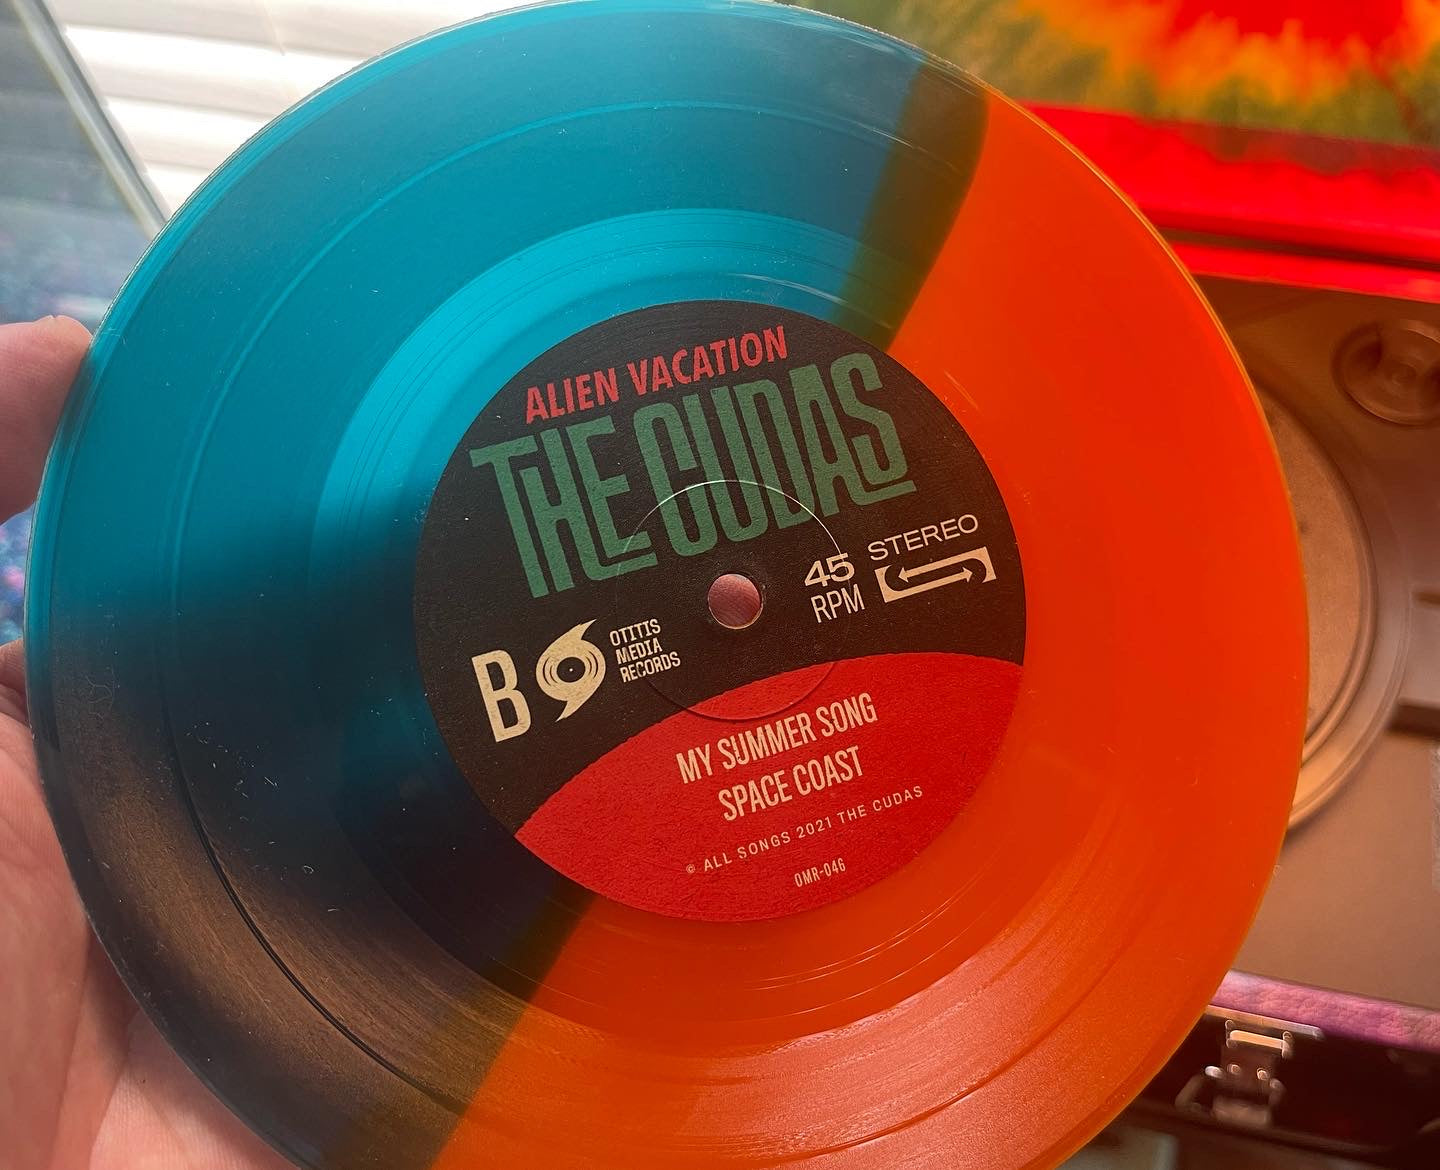 ALIEN VACATION
THE CUDAS
45
RPM
STEREO
B
OTITIS
MEDIA
RECORDS
MY SUMMER SONG
SPACE COAST
© ALL SONGS 2021 THE CUDAS
OMR-046